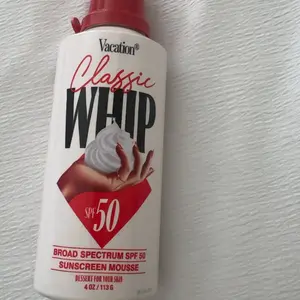 Vacation®
Classic
WHIP
SPF 50
BROAD SPECTRUM SPF 50
SUNSCREEN MOUSSE
DESSERT FOR YOUR SKIN
4 OZ / 113 G